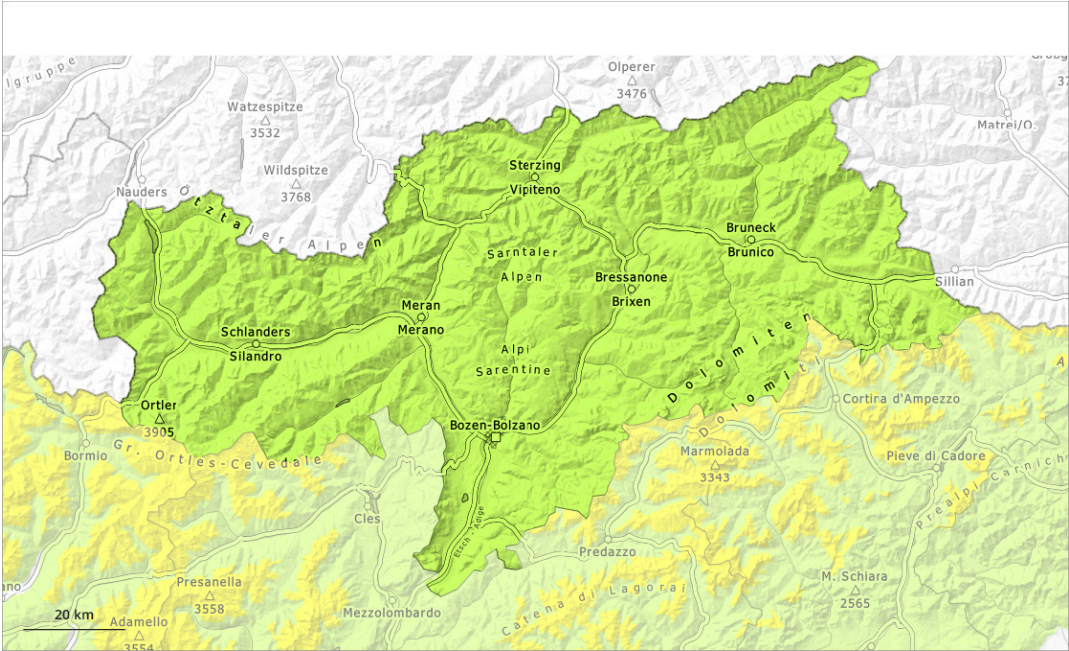 lgruppe
Olperer
3476
Watzespitze
3532
Matrei/O.
Sterzing
Vipiteno
Wildspitze
3768
Nauders
Ötztaler Alpen
Bruneck
Brunico
Sarntaler
Alpen
Bressanone
Brixen
Sillian
Meran
Merano
Schlanders
Silandro
Alpi
Sarentine
Dolomiten
Dolomiti
Ortler
3905
Cortira d'Ampezzo
Bozen-Bolzano
Gr. Ortles-Cevedale
Bormio
Marmolada
3343
Pieve di Cadore
Prealpi Carnich
Cles
Etsch - Adige
Predazzo
Presanella
3558
M. Schiara
2565
Catena di Lagorai
Mezzolombardo
20 km
Adamello
3554